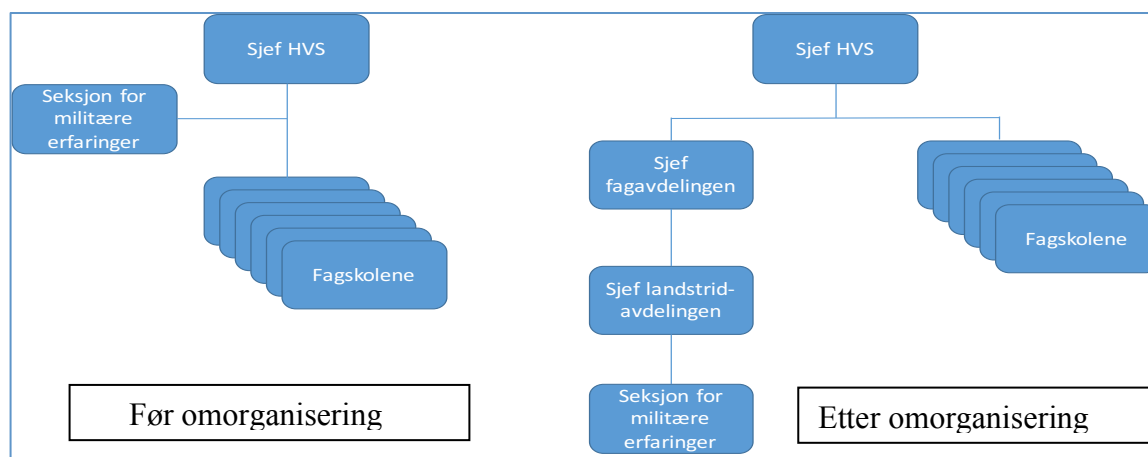 Sjef HVS
Seksjon for
militære
erfaringer
Fagskolene
Før omorganisering
Sjef HVS
Sjef
fagavdelingen
Fagskolene
Sjef landstrid-
avdelingen
Seksjon for
militære
erfaringer
Etter omorganisering